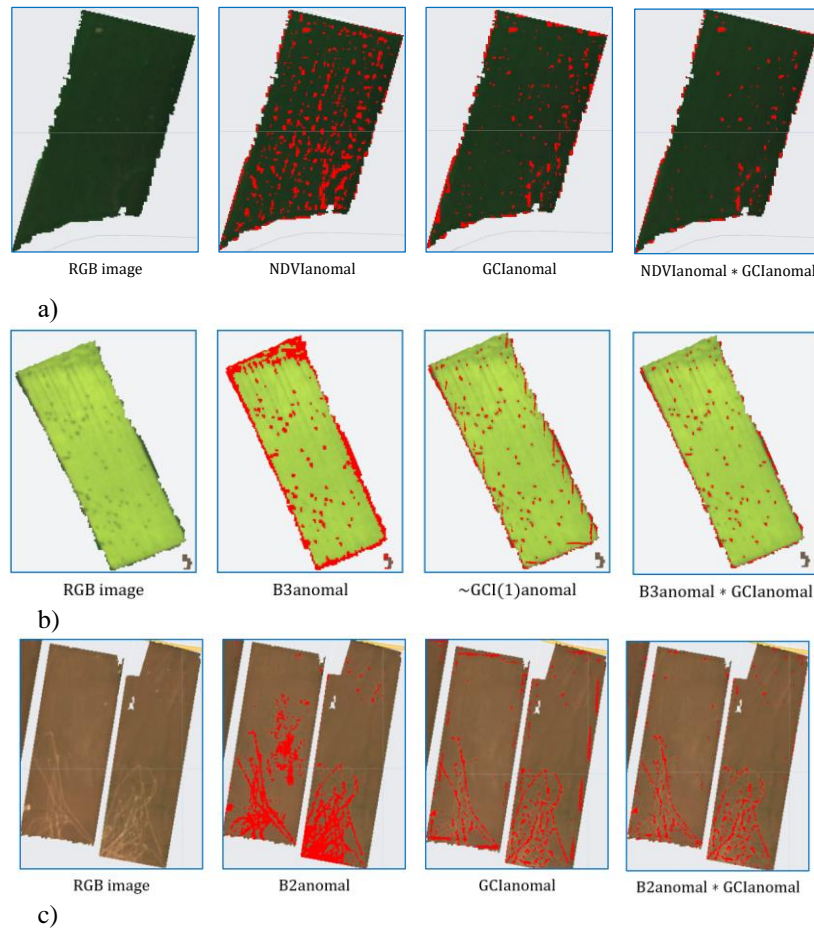 RGB image NDVIanomal GCIanomal NDVIanomal * GCIanomal
a)
RGB image B3anomal ~GCI(1)anomal B3anomal * GCIanomal
b)
RGB image B2anomal GCIanomal B2anomal * GCIanomal
c)